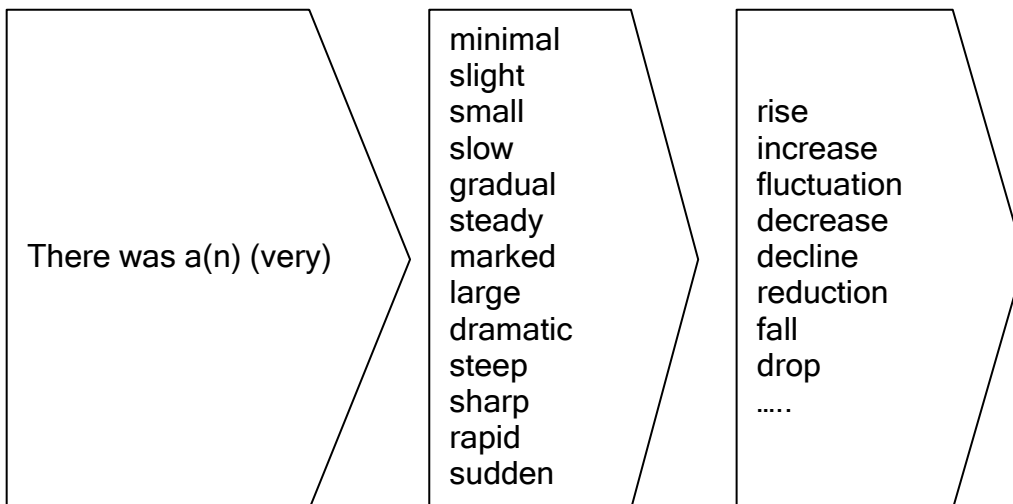 There was a(n) (very)
minimal
slight
small
slow
gradual
steady
marked
large
dramatic
steep
sharp
rapid
sudden
rise
increase
fluctuation
decrease
decline
reduction
fall
drop
…..